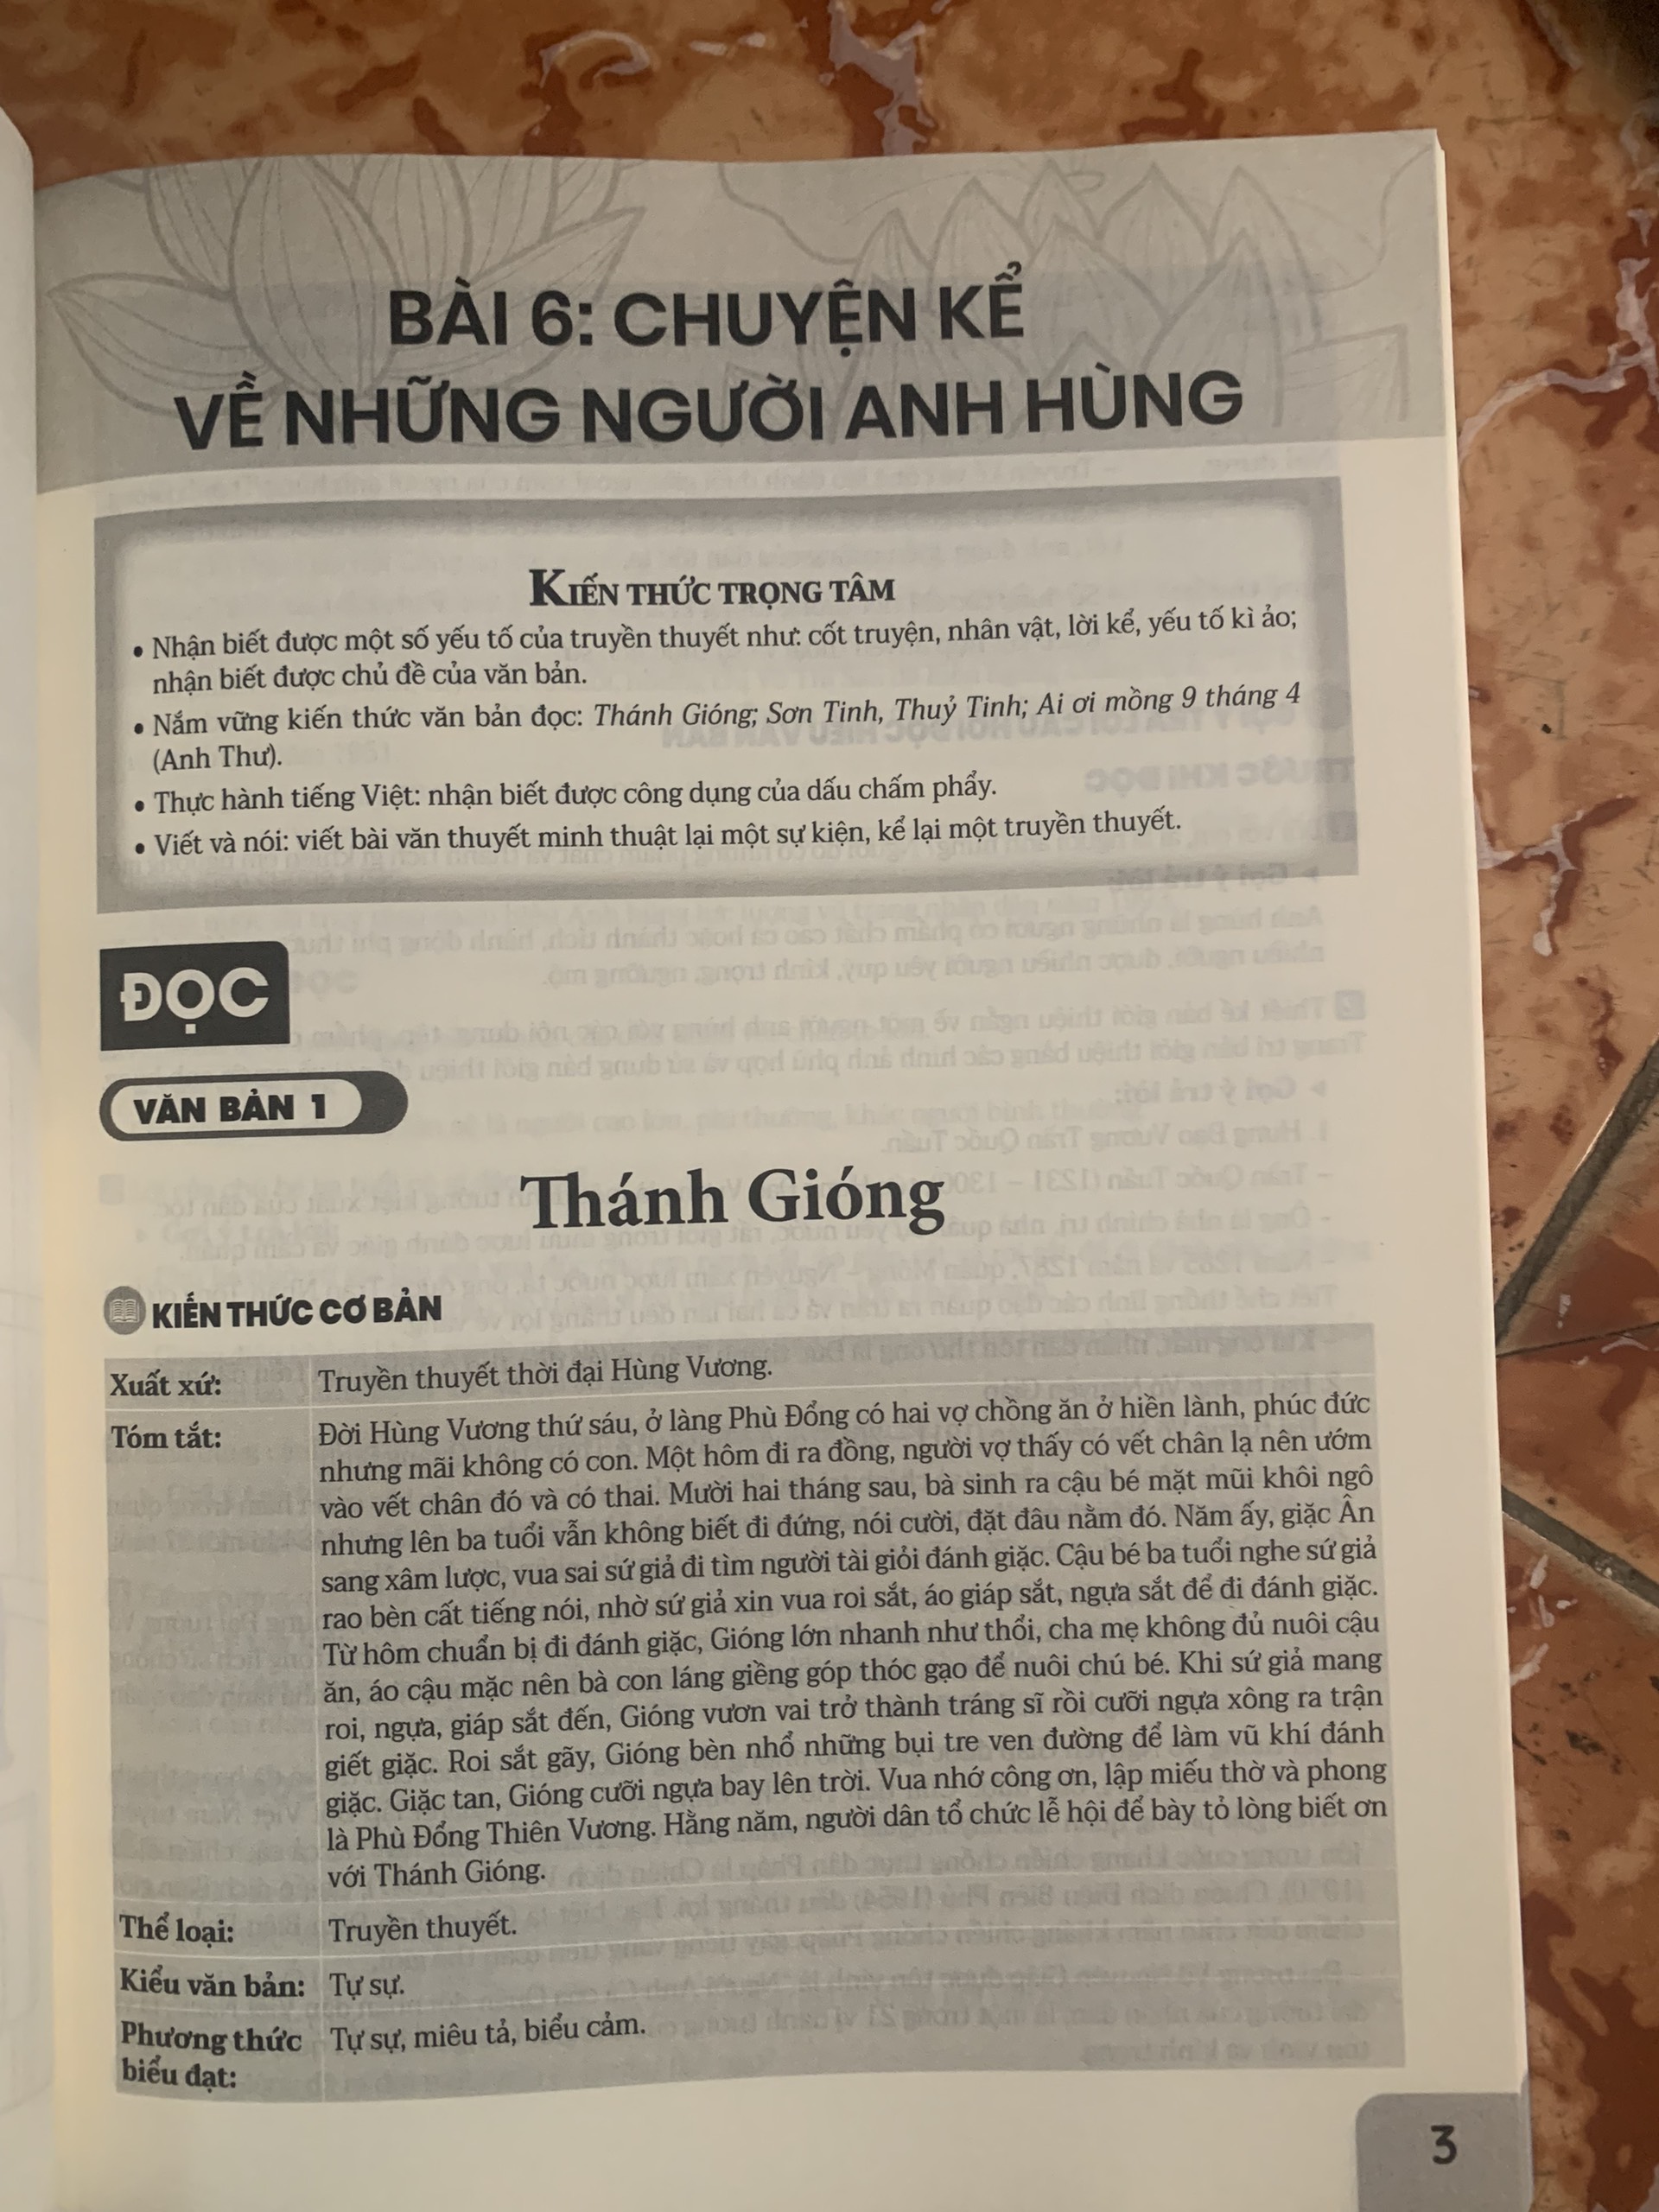 BÀI 6: CHUYỆN KỂ
VỀ NHỮNG NGƯỜI ANH HÙNG
KIẾN THỨC TRỌNG TÂM
• Nhận biết được một số yếu tố của truyền thuyết như: cốt truyện, nhân vật, lời kể, yếu tố kì ảo;
nhận biết được chủ đề của văn bản.
• Nắm vững kiến thức văn bản đọc: Thánh Gióng; Sơn Tinh, Thuỷ Tinh; Ai ơi mồng 9 tháng 4
(Anh Thư).
• Thực hành tiếng Việt: nhận biết được công dụng của dấu chấm phẩy.
• Viết và nói: viết bài văn thuyết minh thuật lại một sự kiện, kể lại một truyền thuyết.
ĐỌC
VĂN BẢN 1
Thánh Gióng
KIẾN THỨC CƠ BẢN
Xuất xứ: Truyền thuyết thời đại Hùng Vương.
Tóm tắt: Đời Hùng Vương thứ sáu, ở làng Phù Đổng có hai vợ chồng ăn ở hiền lành, phúc đức
nhưng mãi không có con. Một hôm đi ra đồng, người vợ thấy có vết chân lạ nên ướm
vào vết chân đó và có thai. Mười hai tháng sau, bà sinh ra cậu bé mặt mũi khôi ngô
nhưng lên ba tuổi vẫn không biết đi đứng, nói cười, đặt đâu nằm đó. Năm ấy, giặc Ân
sang xâm lược, vua sai sứ giả đi tìm người tài giỏi đánh giặc. Cậu bé ba tuổi nghe sứ giả
rao bèn cất tiếng nói, nhờ sứ giả xin vua roi sắt, áo giáp sắt, ngựa sắt để đi đánh giặc.
Từ hôm chuẩn bị đi đánh giặc, Gióng lớn nhanh như thổi, cha mẹ không đủ nuôi cậu
ăn, áo cậu mặc nên bà con láng giềng góp thóc gạo để nuôi chú bé. Khi sứ giả mang
roi, ngựa, giáp sắt đến, Gióng vươn vai trở thành tráng sĩ rồi cưỡi ngựa xông ra trận
giết giặc. Roi sắt gãy, Gióng bèn nhổ những bụi tre ven đường để làm vũ khí đánh
giặc. Giặc tan, Gióng cưỡi ngựa bay lên trời. Vua nhớ công ơn, lập miếu thờ và phong
là Phù Đổng Thiên Vương. Hằng năm, người dân tổ chức lễ hội để bày tỏ lòng biết ơn
với Thánh Gióng.
Thể loại: Truyền thuyết.
Kiểu văn bản: Tự sự.
Phương thức Tự sự, miêu tả, biểu cảm.
biểu đạt:
3